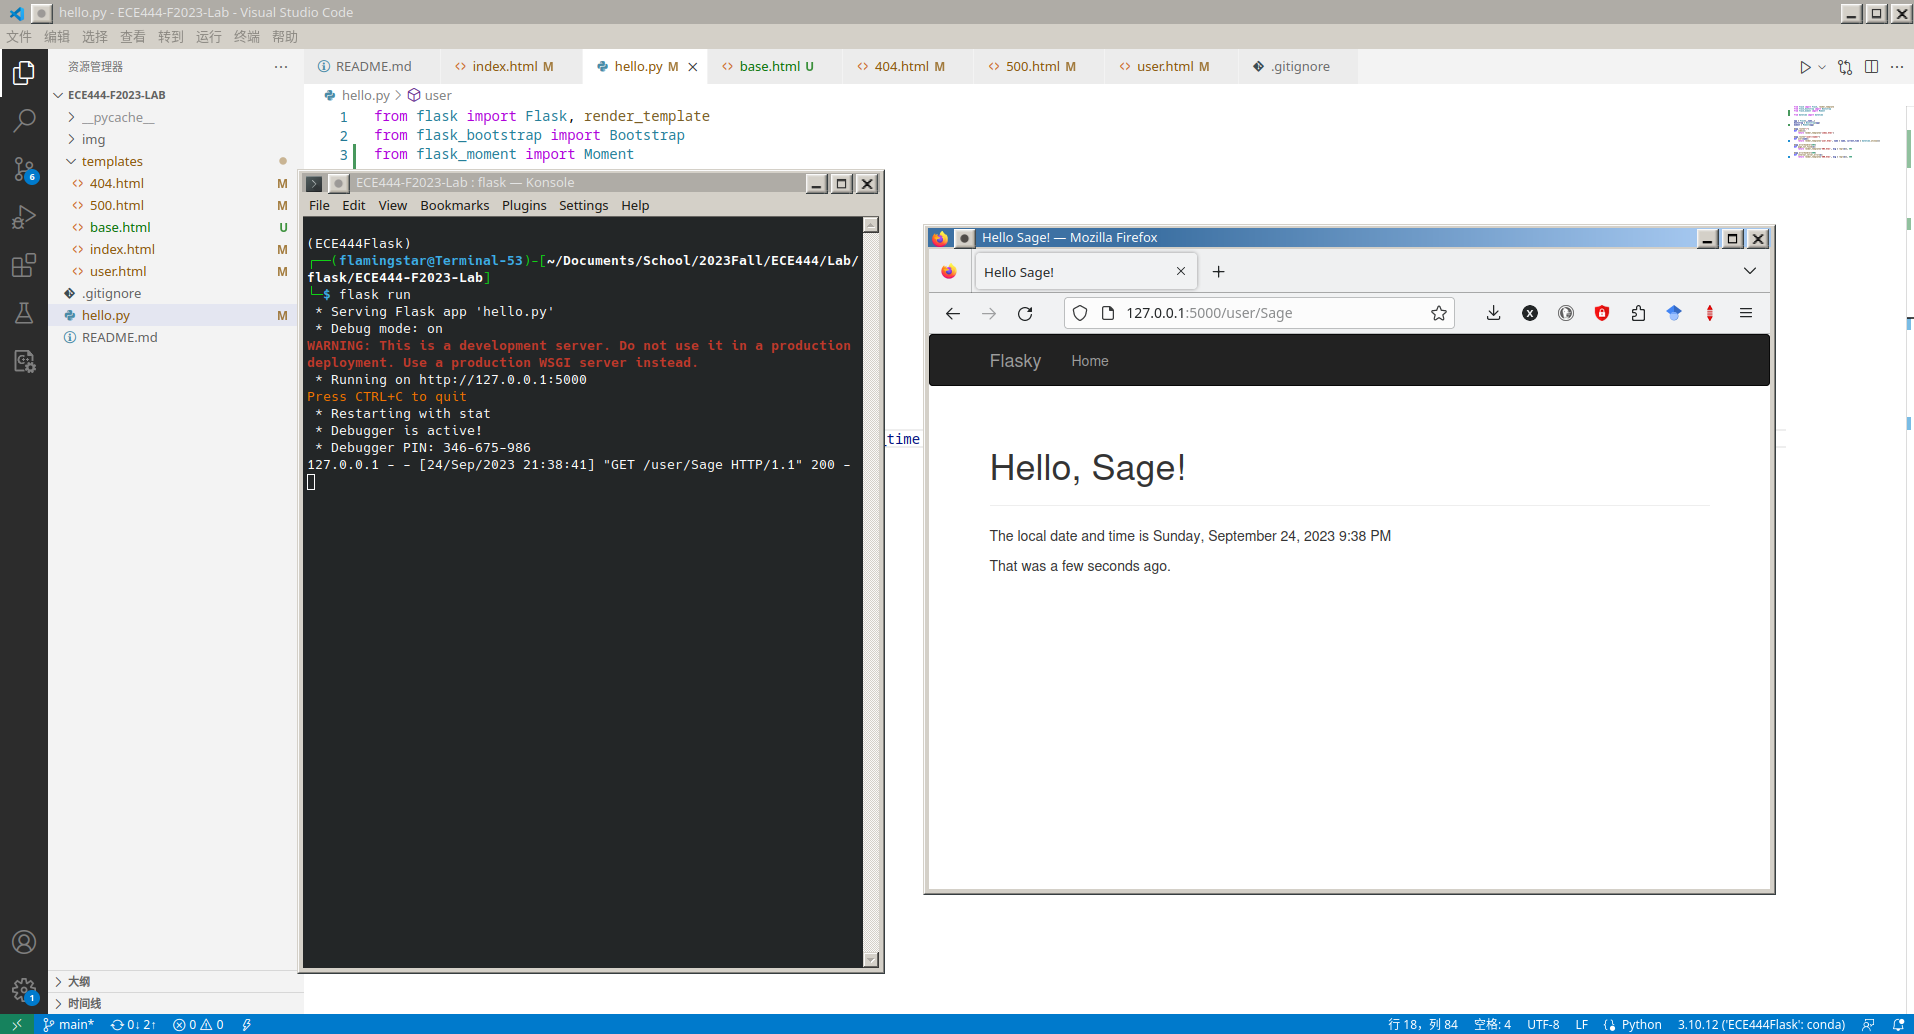 hello.py - ECE444-F2023-Lab - Visual Studio Code
文件 编辑 选择 查看 转到 运行 终端 帮助
资源管理器
ECE444-F2023-LAB
__pycache__
img
templates
404.html M
500.html M
base.html U
index.html M
user.html M
.gitignore
hello.py M
README.md
大纲
时间线
6
1
README.md
index.html M
hello.py M
base.html U
404.html M
500.html M
user.html M
.gitignore
hello.py > user
1 from flask import Flask, render_template
2 from flask_bootstrap import Bootstrap
3 from flask_moment import Moment
_time
ECE444-F2023-Lab : flask — Konsole
File Edit View Bookmarks Plugins Settings Help
(ECE444Flask)
┌──(flamingstar@Terminal-53)-[~/Documents/School/2023Fall/ECE444/Lab/
flask/ECE444-F2023-Lab]
└─$ flask run
* Serving Flask app 'hello.py'
* Debug mode: on
WARNING: This is a development server. Do not use it in a production
deployment. Use a production WSGI server instead.
* Running on http://127.0.0.1:5000
Press CTRL+C to quit
* Restarting with stat
* Debugger is active!
* Debugger PIN: 346-675-986
127.0.0.1 - - [24/Sep/2023 21:38:41] "GET /user/Sage HTTP/1.1" 200 -
Hello Sage! — Mozilla Firefox
Hello Sage!
127.0.0.1:5000/user/Sage
Flasky Home
Hello, Sage!
The local date and time is Sunday, September 24, 2023 9:38 PM
That was a few seconds ago.
main* 0↓ 2↑ 0 0
行 18，列 84 空格: 4 UTF-8 LF Python 3.10.12 ('ECE444Flask': conda)